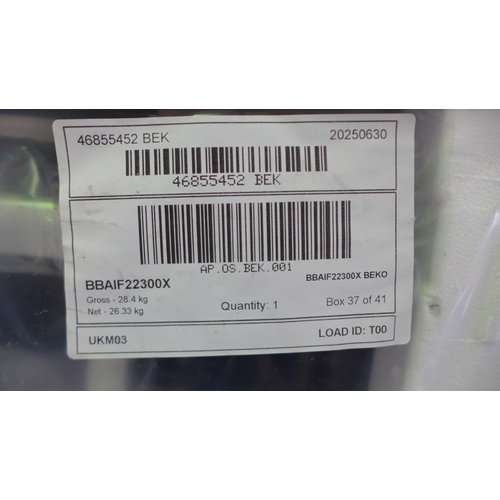 46855452 BEK 20250630
46855452 BEK
AP.OS.BEK.001
BBAIF22300X BBAIF22300X BEKO
Gross - 28.4 kg
Net - 26.33 kg Quantity: 1 Box 37 of 41
UKM03 LOAD ID: T00